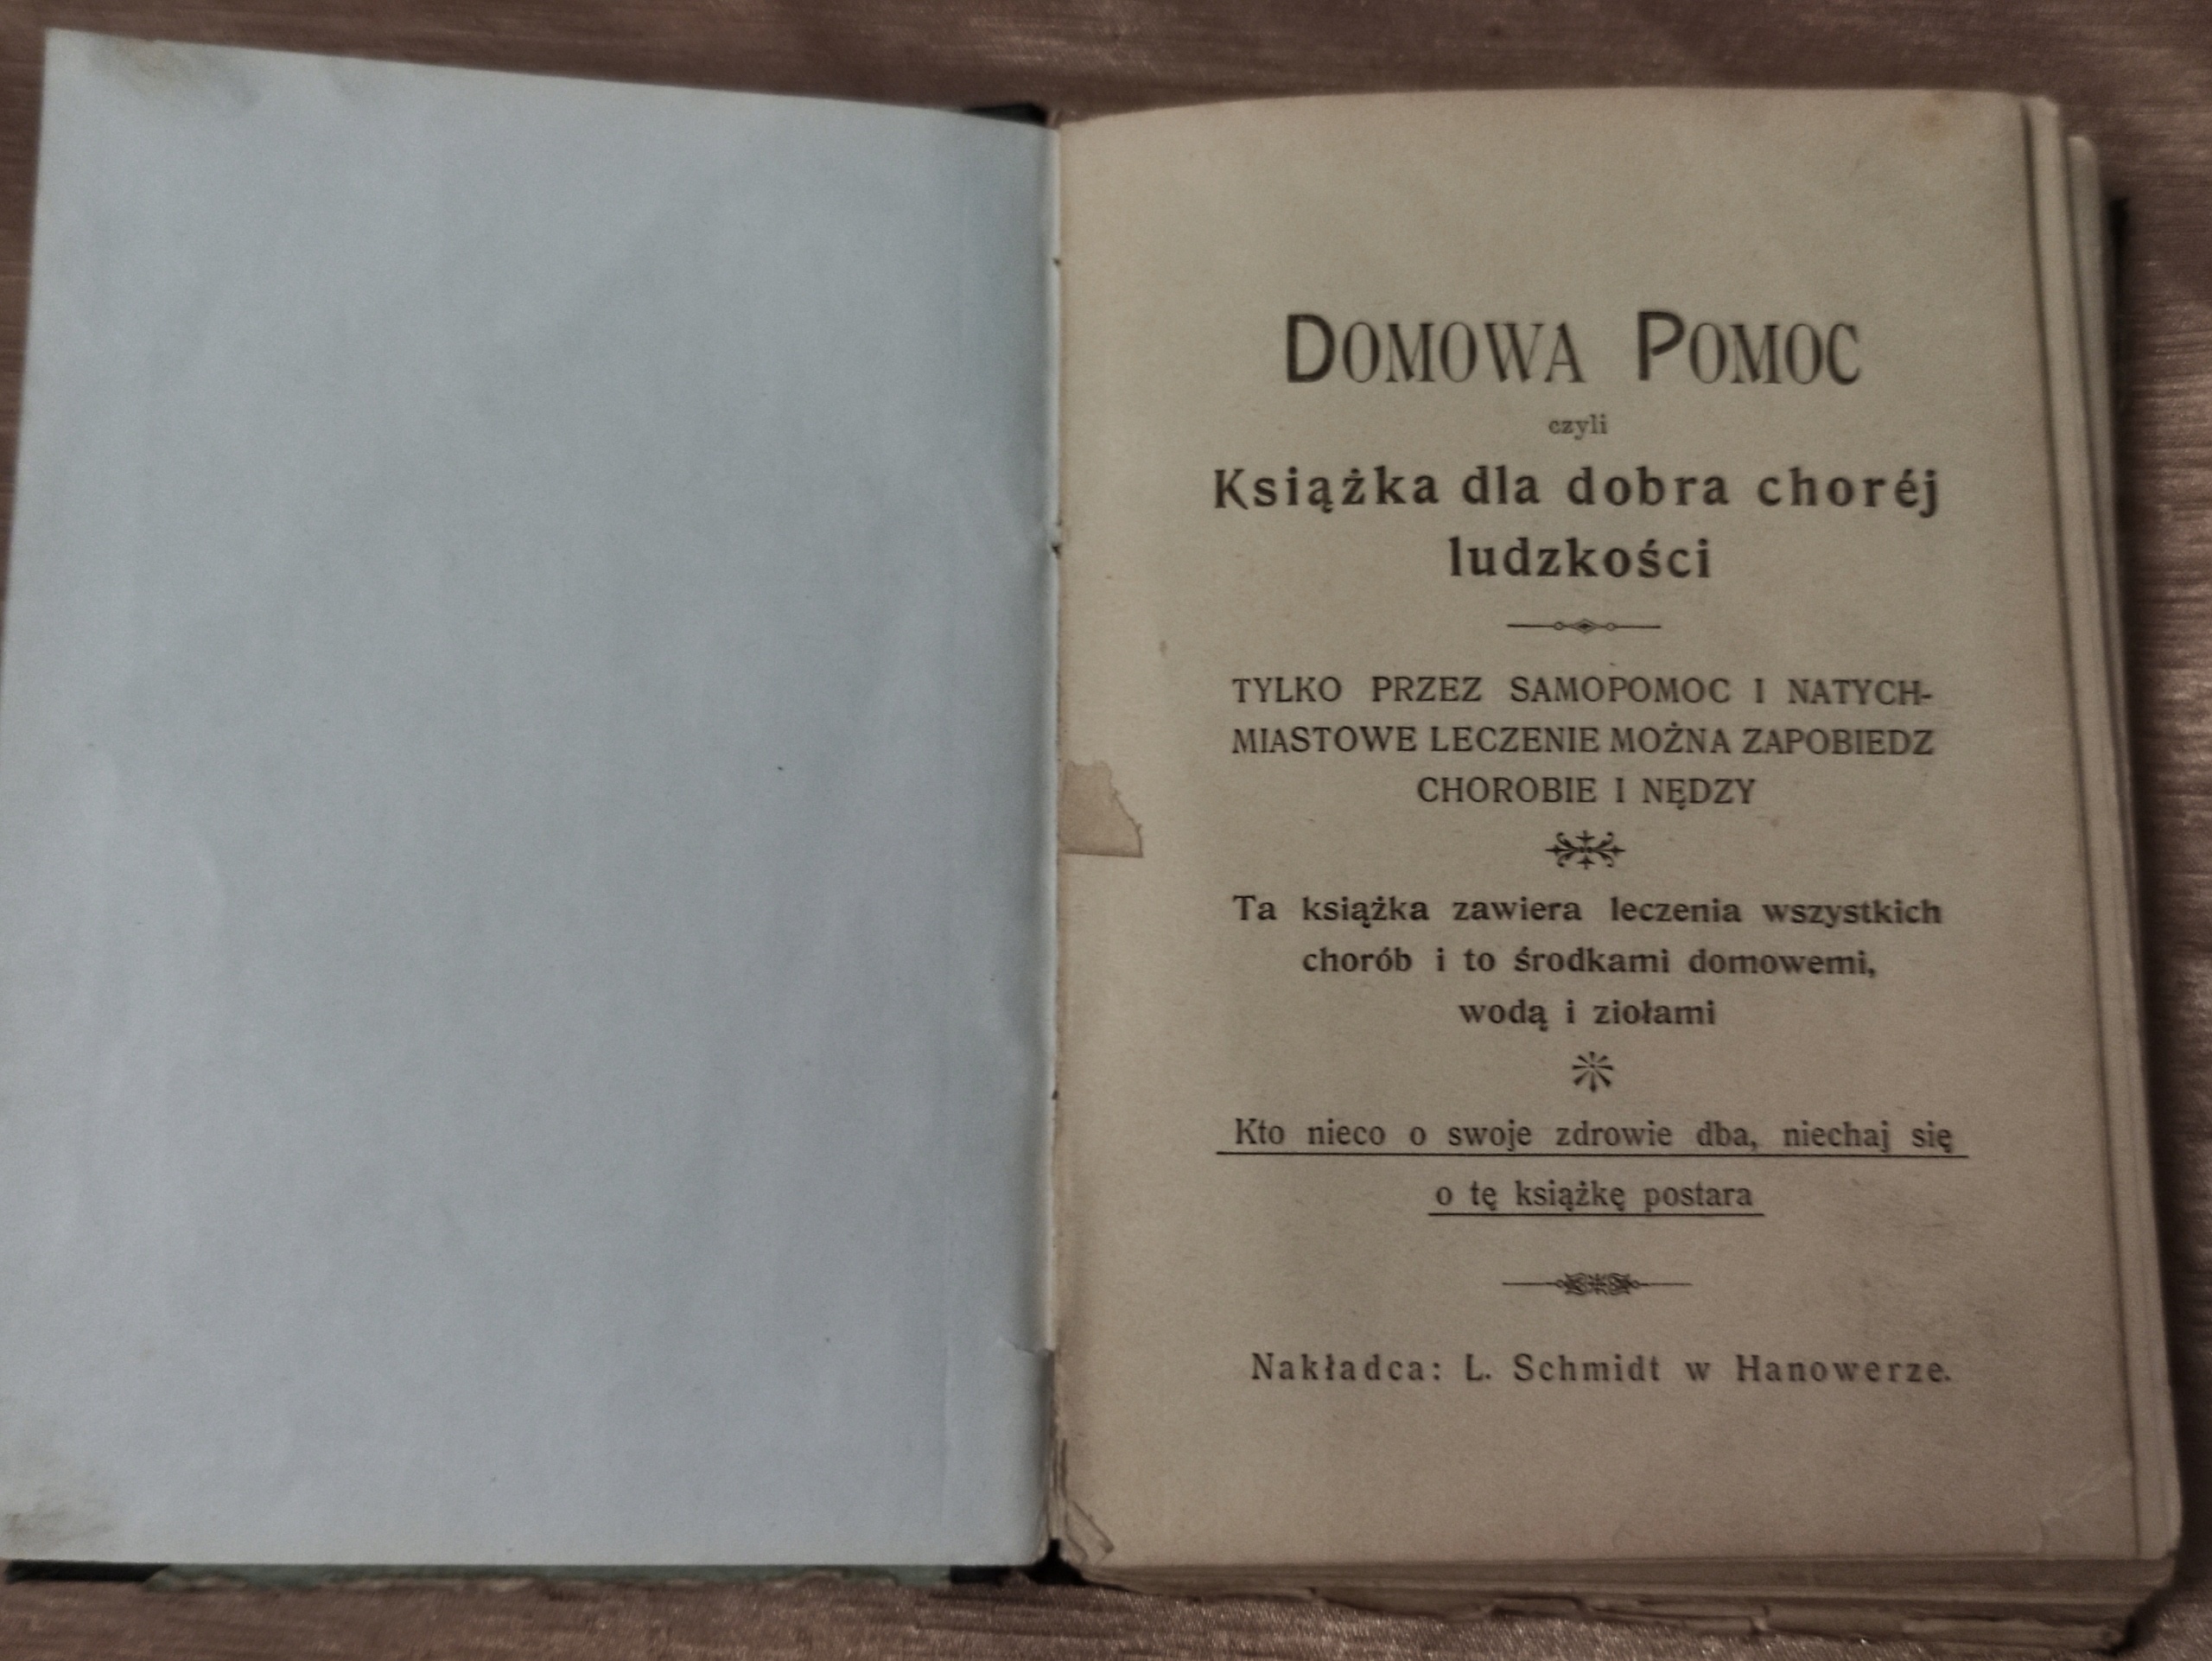 DOMOWA POMOC
czyli
Książka dla dobra choréj
ludzkości
TYLKO PRZEZ SAMOPOMOC I NATYCH-
MIASTOWE LECZENIE MOŻNA ZAPOBIEDZ
CHOROBIE I NĘDZY
Ta książka zawiera leczenia wszystkich
chorób i to środkami domowemi,
wodą i ziołami
Kto nieco o swoje zdrowie dba, niechaj się
o tę książkę postara
Nakładca: L. Schmidt w Hanowerze.